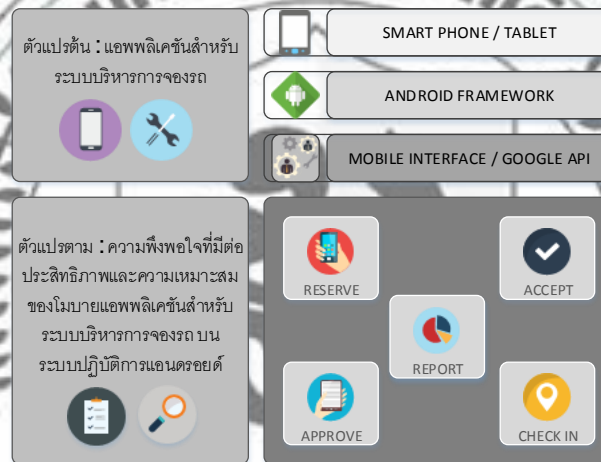 ตัวแปรต้น : แอพพลิเคชันสำหรับ
ระบบบริหารการจองรถ
SMART PHONE / TABLET
ANDROID FRAMEWORK
MOBILE INTERFACE / GOOGLE API
ตัวแปรตาม : ความพึงพอใจที่มีต่อ
ประสิทธิภาพและความเหมาะสม
ของโมบายแอพพลิเคชันสำหรับ
ระบบบริหารการจองรถ บน
ระบบปฏิบัติการแอนดรอยด์
RESERVE
ACCEPT
REPORT
APPROVE
CHECK IN